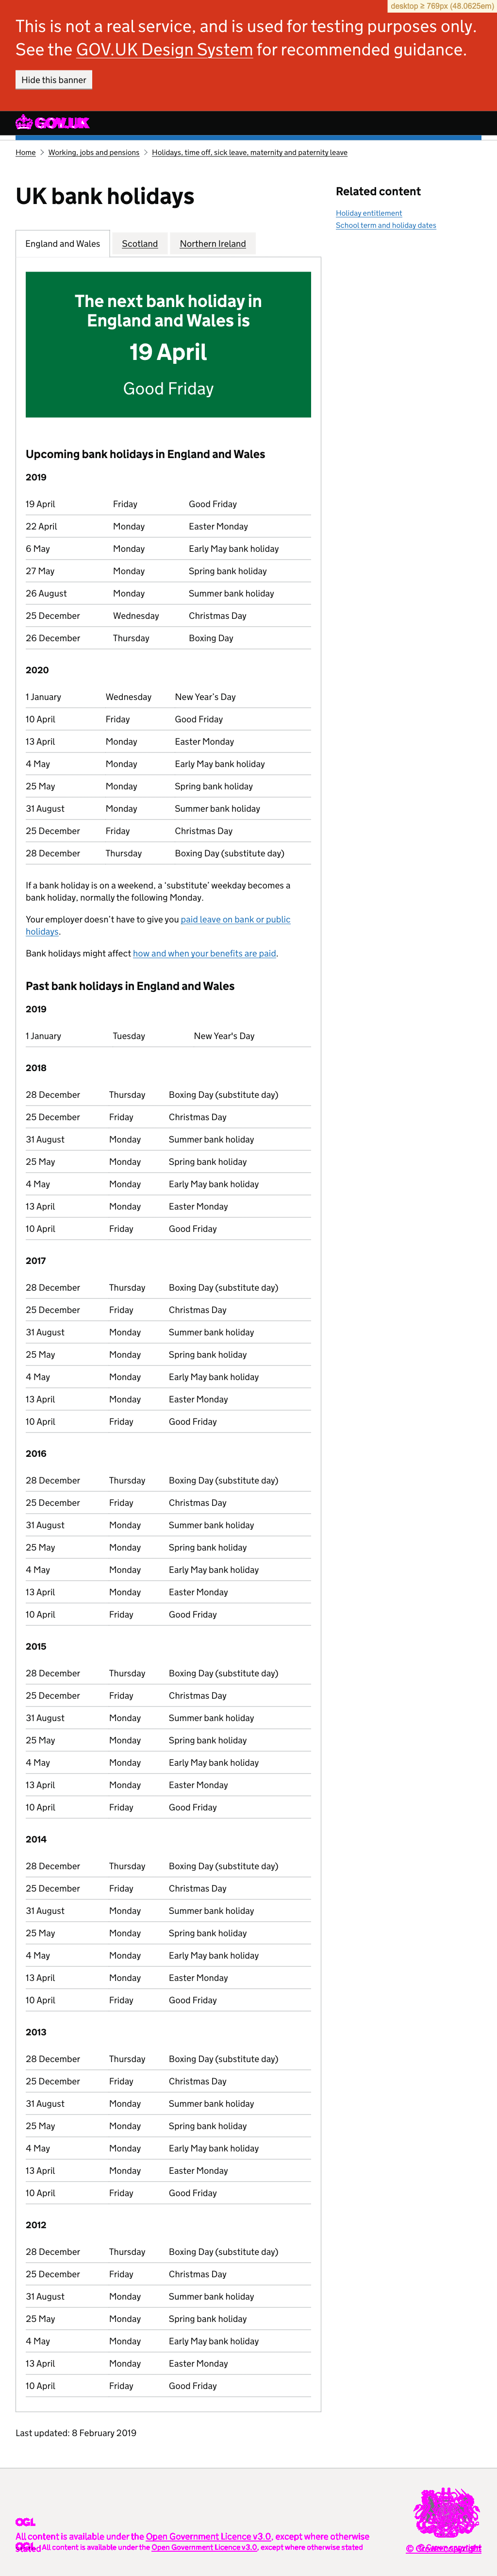 desktop ≥ 769px (48.0625em)
This is not a real service, and is used for testing purposes only.
See the GOV.UK Design System for recommended guidance.
Hide this banner
GOV.UK
Home > Working, jobs and pensions > Holidays, time off, sick leave, maternity and paternity leave
UK bank holidays
Related content
Holiday entitlement
School term and holiday dates
England and Wales Scotland Northern Ireland
The next bank holiday in
England and Wales is
19 April
Good Friday
Upcoming bank holidays in England and Wales
2019
19 April Friday Good Friday
22 April Monday Easter Monday
6 May Monday Early May bank holiday
27 May Monday Spring bank holiday
26 August Monday Summer bank holiday
25 December Wednesday Christmas Day
26 December Thursday Boxing Day
2020
1 January Wednesday New Year's Day
10 April Friday Good Friday
13 April Monday Easter Monday
4 May Monday Early May bank holiday
25 May Monday Spring bank holiday
31 August Monday Summer bank holiday
25 December Friday Christmas Day
28 December Thursday Boxing Day (substitute day)
If a bank holiday is on a weekend, a 'substitute' weekday becomes a
bank holiday, normally the following Monday.
Your employer doesn't have to give you paid leave on bank or public
holidays.
Bank holidays might affect how and when your benefits are paid.
Past bank holidays in England and Wales
2019
1 January Tuesday New Year's Day
2018
28 December Thursday Boxing Day (substitute day)
25 December Friday Christmas Day
31 August Monday Summer bank holiday
25 May Monday Spring bank holiday
4 May Monday Early May bank holiday
13 April Monday Easter Monday
10 April Friday Good Friday
2017
28 December Thursday Boxing Day (substitute day)
25 December Friday Christmas Day
31 August Monday Summer bank holiday
25 May Monday Spring bank holiday
4 May Monday Early May bank holiday
13 April Monday Easter Monday
10 April Friday Good Friday
2016
28 December Thursday Boxing Day (substitute day)
25 December Friday Christmas Day
31 August Monday Summer bank holiday
25 May Monday Spring bank holiday
4 May Monday Early May bank holiday
13 April Monday Easter Monday
10 April Friday Good Friday
2015
28 December Thursday Boxing Day (substitute day)
25 December Friday Christmas Day
31 August Monday Summer bank holiday
25 May Monday Spring bank holiday
4 May Monday Early May bank holiday
13 April Monday Easter Monday
10 April Friday Good Friday
2014
28 December Thursday Boxing Day (substitute day)
25 December Friday Christmas Day
31 August Monday Summer bank holiday
25 May Monday Spring bank holiday
4 May Monday Early May bank holiday
13 April Monday Easter Monday
10 April Friday Good Friday
2013
28 December Thursday Boxing Day (substitute day)
25 December Friday Christmas Day
31 August Monday Summer bank holiday
25 May Monday Spring bank holiday
4 May Monday Early May bank holiday
13 April Monday Easter Monday
10 April Friday Good Friday
2012
28 December Thursday Boxing Day (substitute day)
25 December Friday Christmas Day
31 August Monday Summer bank holiday
25 May Monday Spring bank holiday
4 May Monday Early May bank holiday
13 April Monday Easter Monday
10 April Friday Good Friday
Last updated: 8 February 2019
OGL
All content is available under the Open Government Licence v3.0, except where otherwise
stated
All content is available under the Open Government Licence v3.0, except where otherwise stated
© Crown copyright